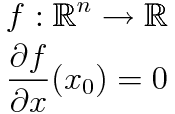 f : ℝⁿ → ℝ
∂f/∂x (x₀) = 0